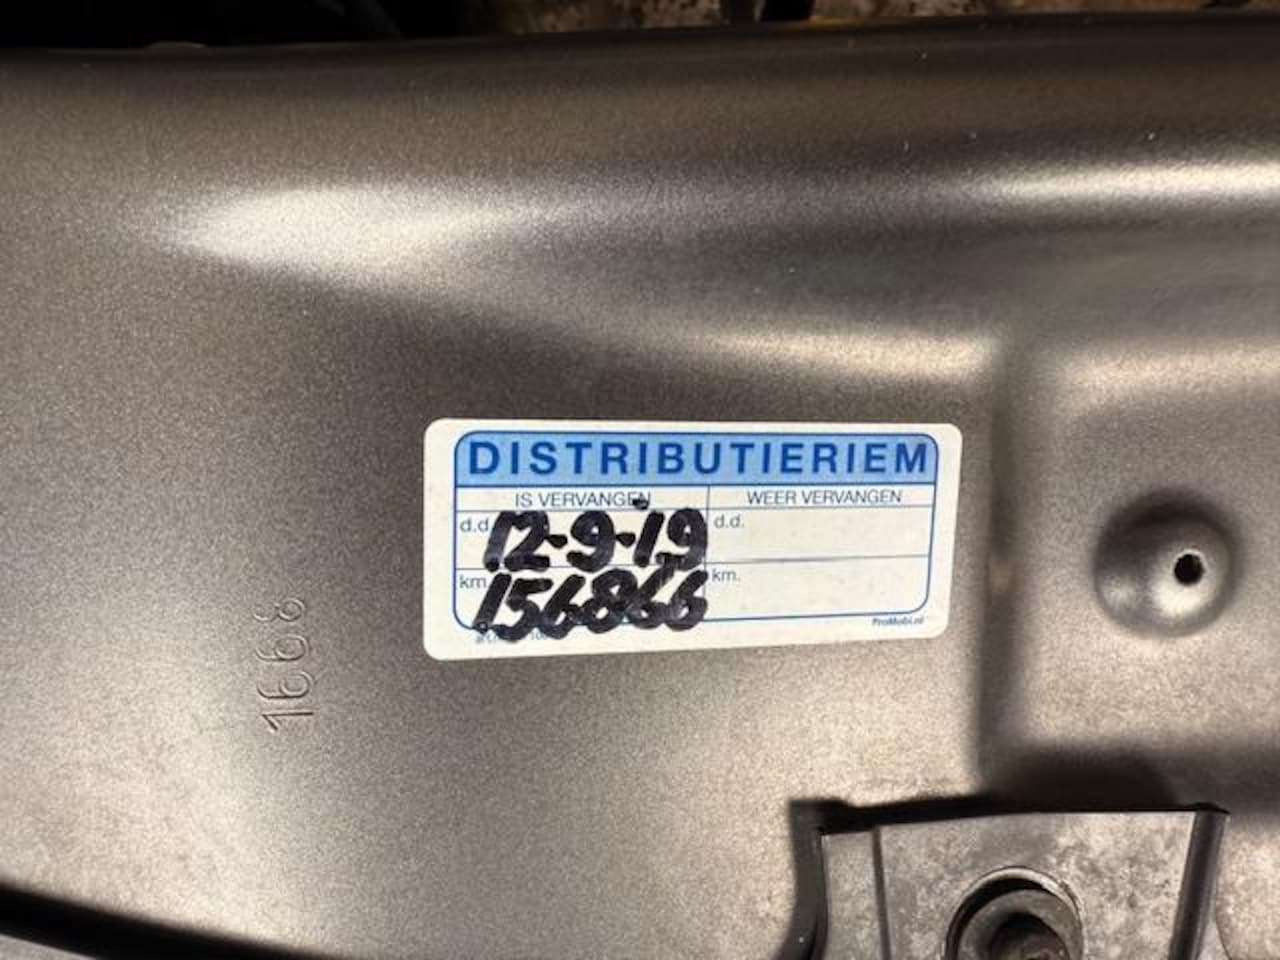 DISTRIBUTIERIEM
IS VERVANGEN WEER VERVANGEN
d.d. 12-9-'19 d.d.
km. 156866 km.
ProMobi.nl
1668